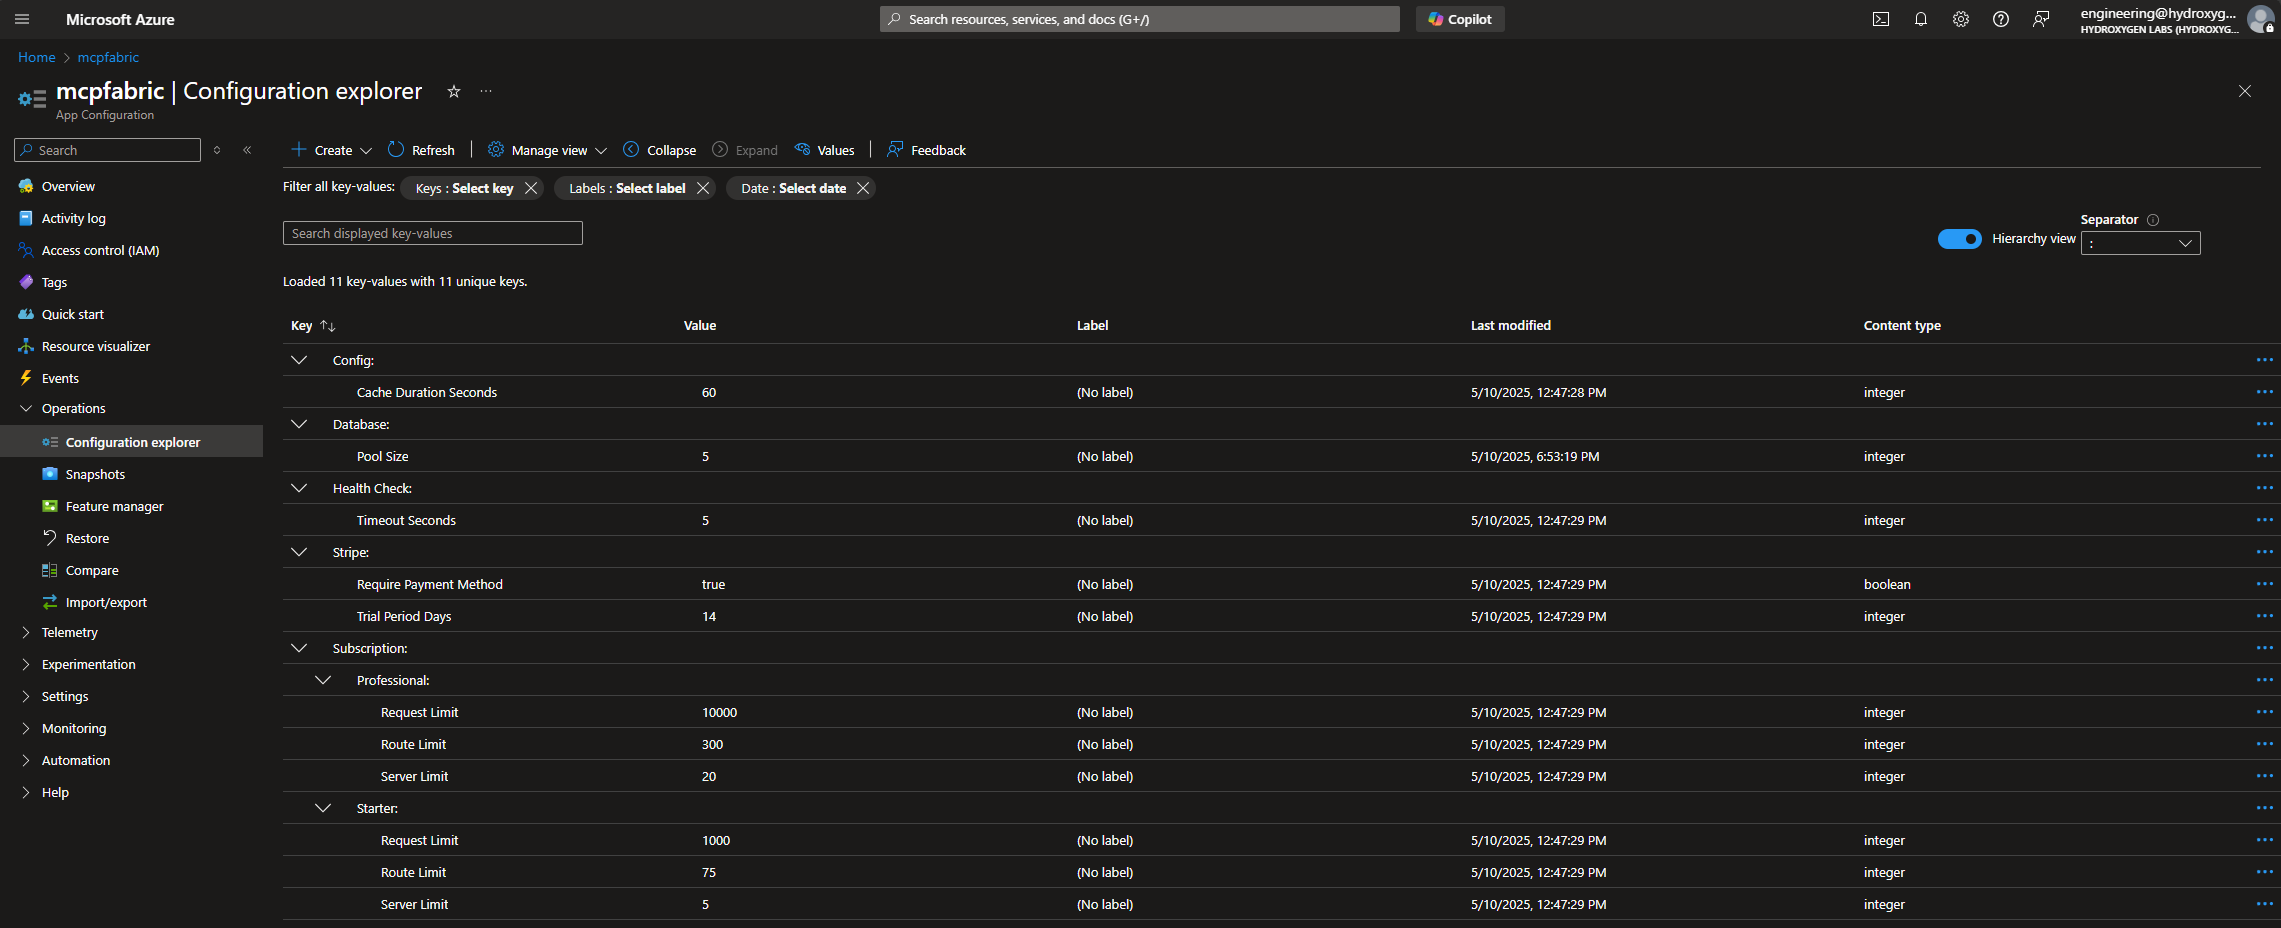 Microsoft Azure
Search resources, services, and docs (G+/)
Copilot
engineering@hydroxyg...
HYDROXYGEN LABS (HYDROXYG...
Home > mcpfabric
mcpfabric | Configuration explorer
App Configuration
Search
Overview
Activity log
Access control (IAM)
Tags
Quick start
Resource visualizer
Events
Operations
Configuration explorer
Snapshots
Feature manager
Restore
Compare
Import/export
Telemetry
Experimentation
Settings
Monitoring
Automation
Help
Create Refresh Manage view Collapse Expand Values Feedback
Filter all key-values: Keys : Select key Labels : Select label Date : Select date
Search displayed key-values
Hierarchy view
Separator
:
Loaded 11 key-values with 11 unique keys.
Key Value Label Last modified Content type
Config:
Cache Duration Seconds 60 (No label) 5/10/2025, 12:47:28 PM integer
Database:
Pool Size 5 (No label) 5/10/2025, 6:53:19 PM integer
Health Check:
Timeout Seconds 5 (No label) 5/10/2025, 12:47:29 PM integer
Stripe:
Require Payment Method true (No label) 5/10/2025, 12:47:29 PM boolean
Trial Period Days 14 (No label) 5/10/2025, 12:47:29 PM integer
Subscription:
Professional:
Request Limit 10000 (No label) 5/10/2025, 12:47:29 PM integer
Route Limit 300 (No label) 5/10/2025, 12:47:29 PM integer
Server Limit 20 (No label) 5/10/2025, 12:47:29 PM integer
Starter:
Request Limit 1000 (No label) 5/10/2025, 12:47:29 PM integer
Route Limit 75 (No label) 5/10/2025, 12:47:29 PM integer
Server Limit 5 (No label) 5/10/2025, 12:47:29 PM integer